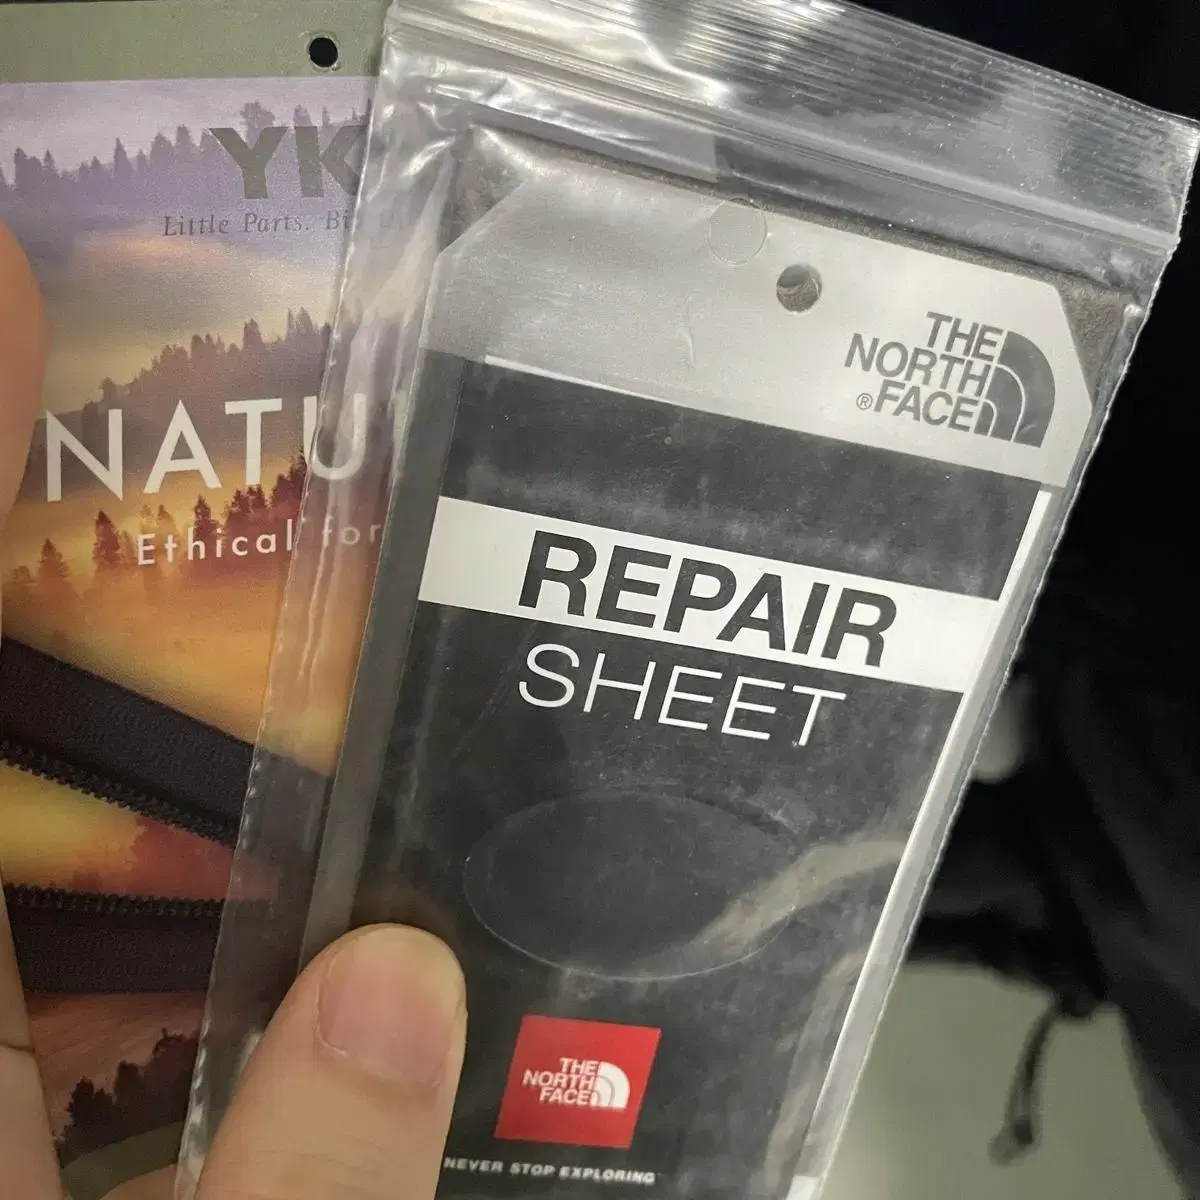 YK
Little Parts. Bi
NATU
Ethical for
THE
NORTH
®FACE
REPAIR
SHEET
THE
NORTH
FACE
NEVER STOP EXPLORING